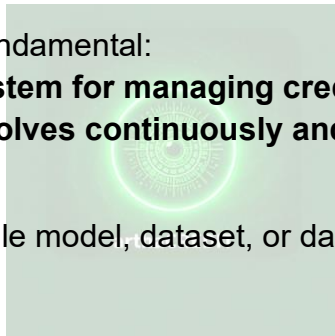 ndamental:
stem for managing cre
olves continuously and
le model, dataset, or da